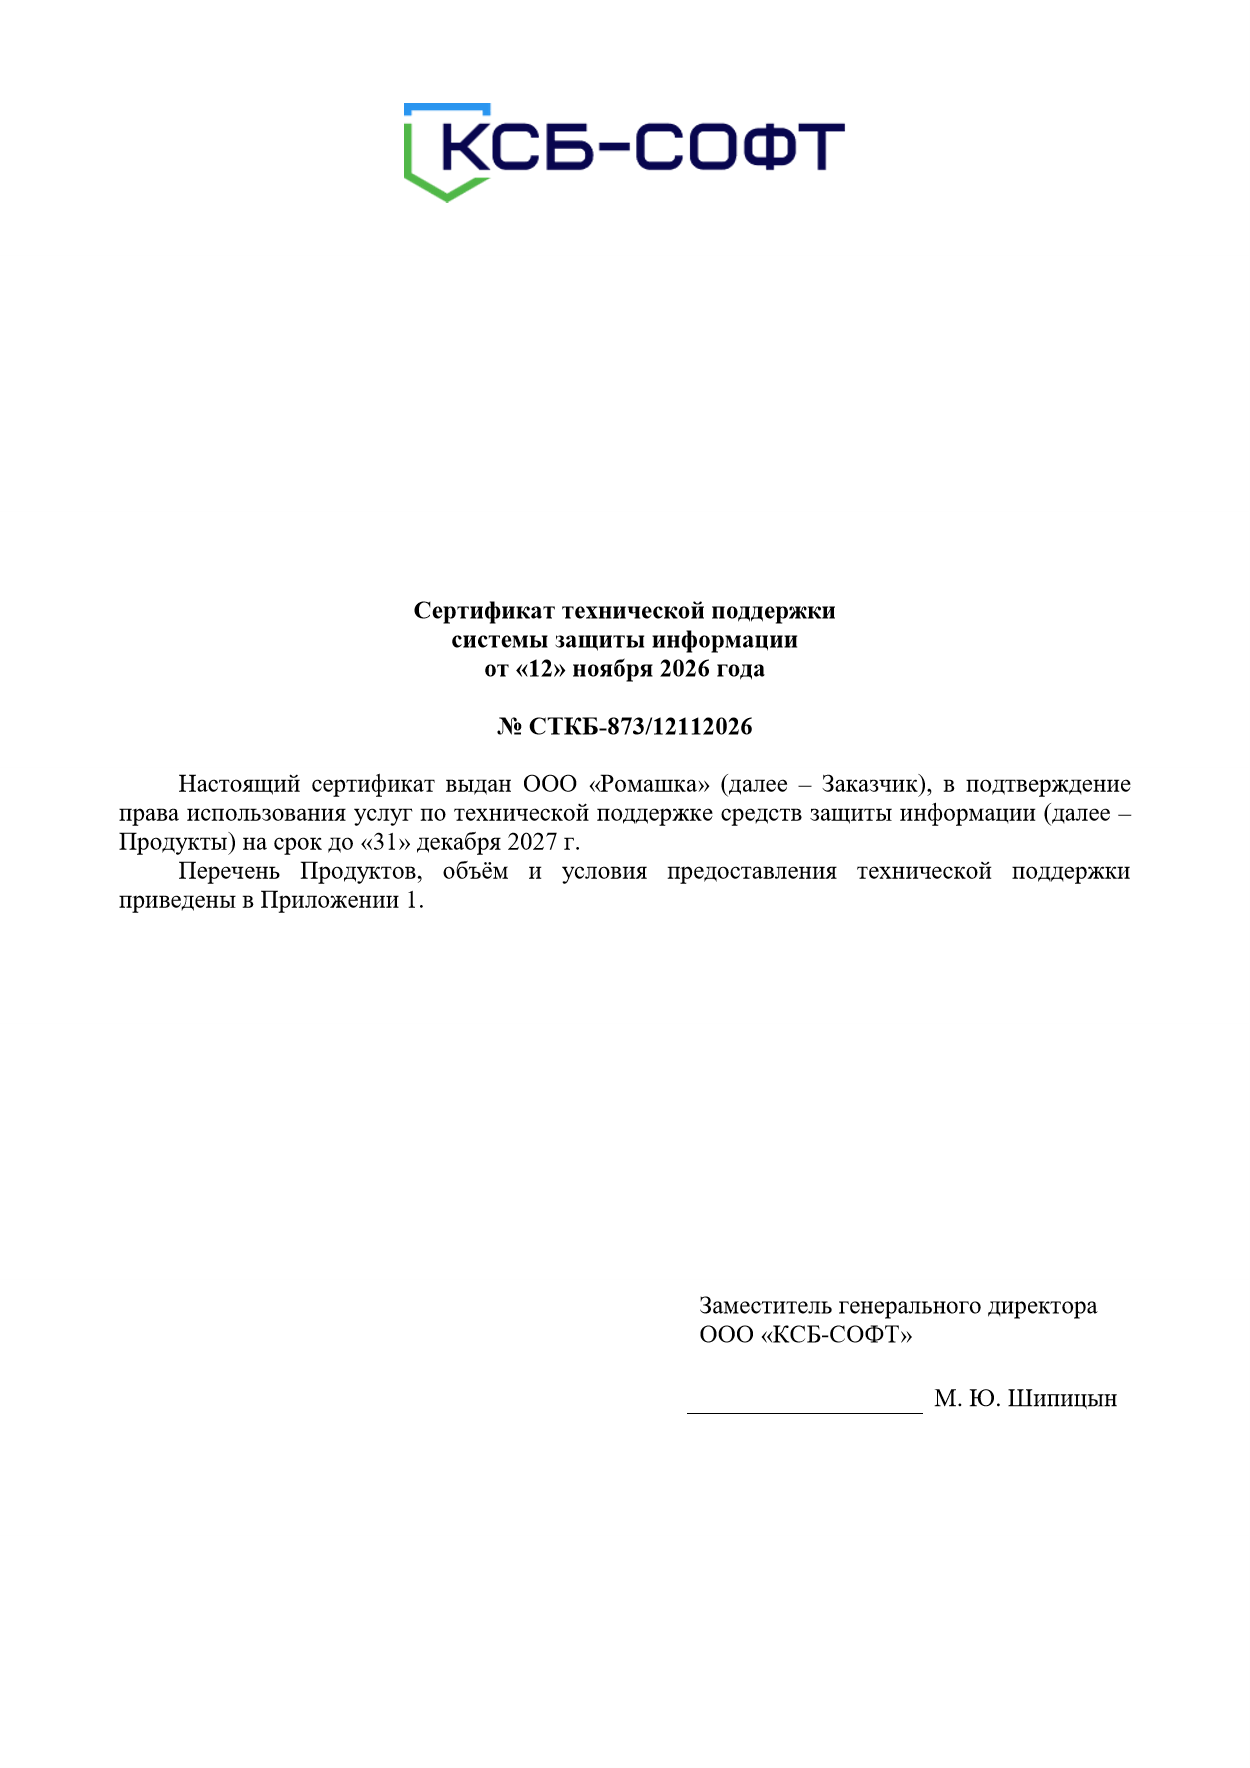 КСБ-СОФТ
Сертификат технической поддержки
системы защиты информации
от «12» ноября 2026 года
№ СТКБ-873/12112026
Настоящий сертификат выдан ООО «Ромашка» (далее – Заказчик), в подтверждение
права использования услуг по технической поддержке средств защиты информации (далее –
Продукты) на срок до «31» декабря 2027 г.
Перечень Продуктов, объём и условия предоставления технической поддержки
приведены в Приложении 1.
Заместитель генерального директора
ООО «КСБ-СОФТ»
М. Ю. Шипицын